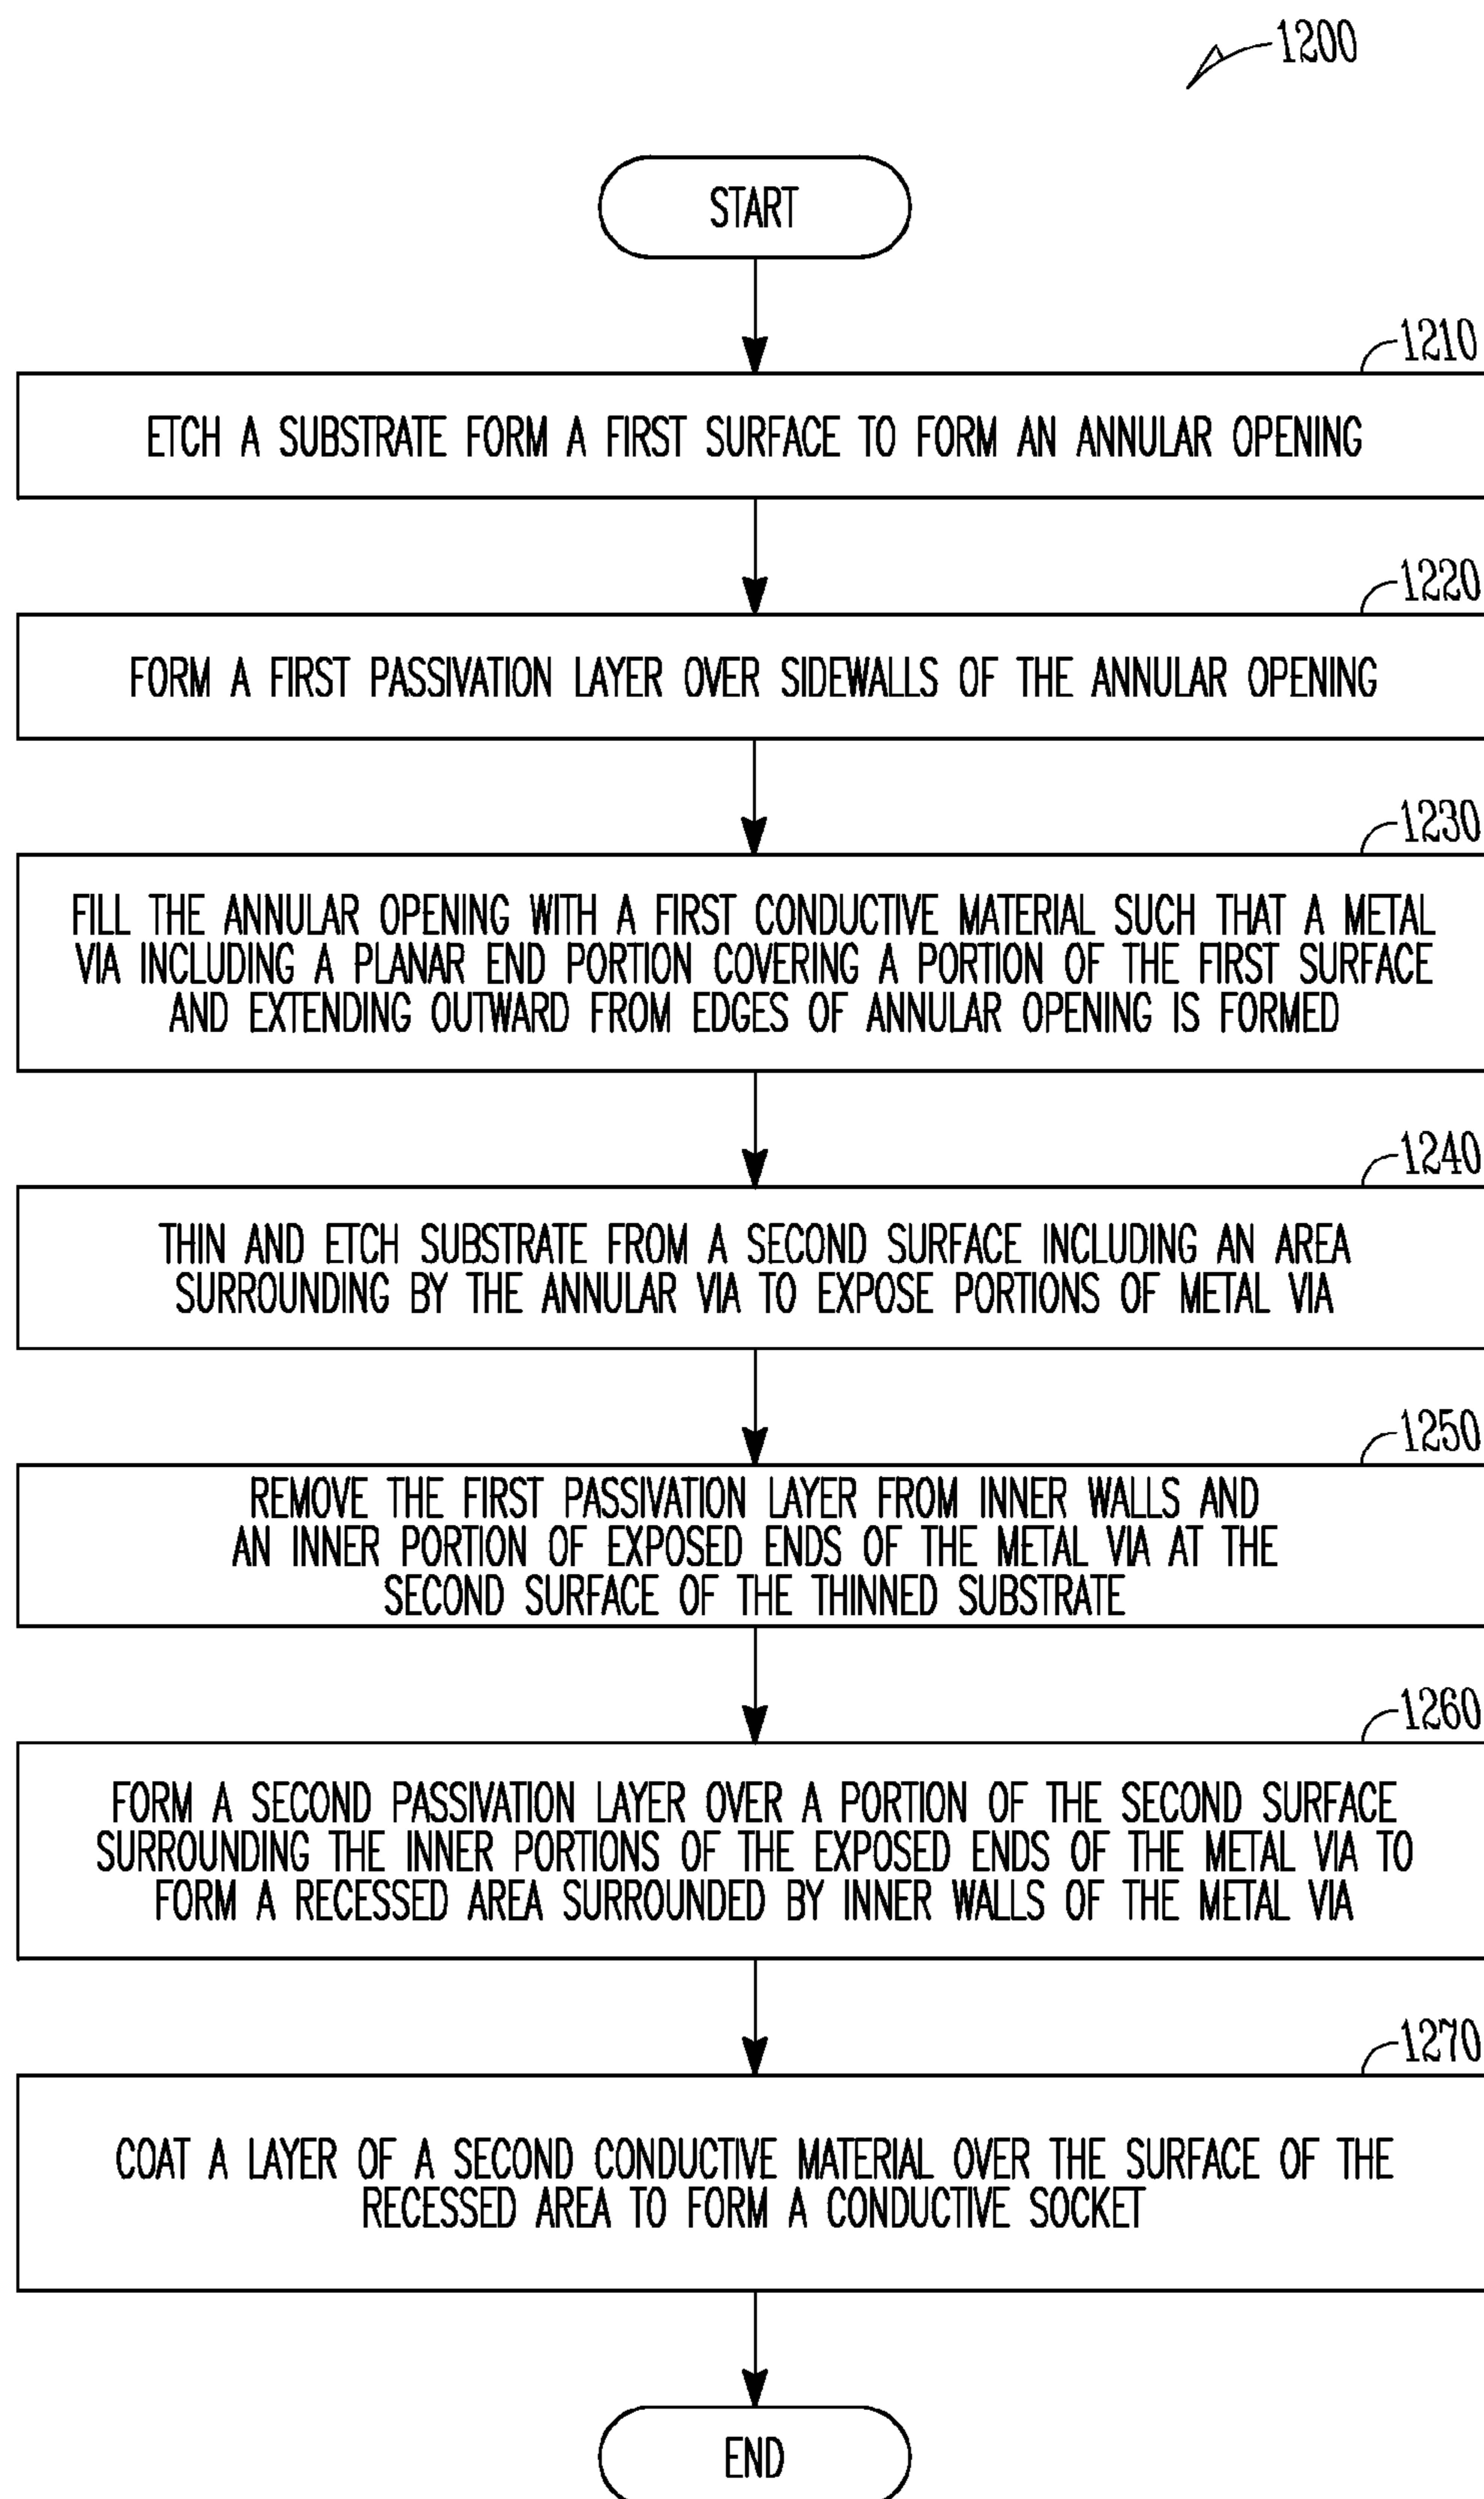 1200
START
1210
ETCH A SUBSTRATE FORM A FIRST SURFACE TO FORM AN ANNULAR OPENING
1220
FORM A FIRST PASSIVATION LAYER OVER SIDEWALLS OF THE ANNULAR OPENING
1230
FILL THE ANNULAR OPENING WITH A FIRST CONDUCTIVE MATERIAL SUCH THAT A METAL
VIA INCLUDING A PLANAR END PORTION COVERING A PORTION OF THE FIRST SURFACE
AND EXTENDING OUTWARD FROM EDGES OF ANNULAR OPENING IS FORMED
1240
THIN AND ETCH SUBSTRATE FROM A SECOND SURFACE INCLUDING AN AREA
SURROUNDING BY THE ANNULAR VIA TO EXPOSE PORTIONS OF METAL VIA
1250
REMOVE THE FIRST PASSIVATION LAYER FROM INNER WALLS AND
AN INNER PORTION OF EXPOSED ENDS OF THE METAL VIA AT THE
SECOND SURFACE OF THE THINNED SUBSTRATE
1260
FORM A SECOND PASSIVATION LAYER OVER A PORTION OF THE SECOND SURFACE
SURROUNDING THE INNER PORTIONS OF THE EXPOSED ENDS OF THE METAL VIA TO
FORM A RECESSED AREA SURROUNDED BY INNER WALLS OF THE METAL VIA
1270
COAT A LAYER OF A SECOND CONDUCTIVE MATERIAL OVER THE SURFACE OF THE
RECESSED AREA TO FORM A CONDUCTIVE SOCKET
END